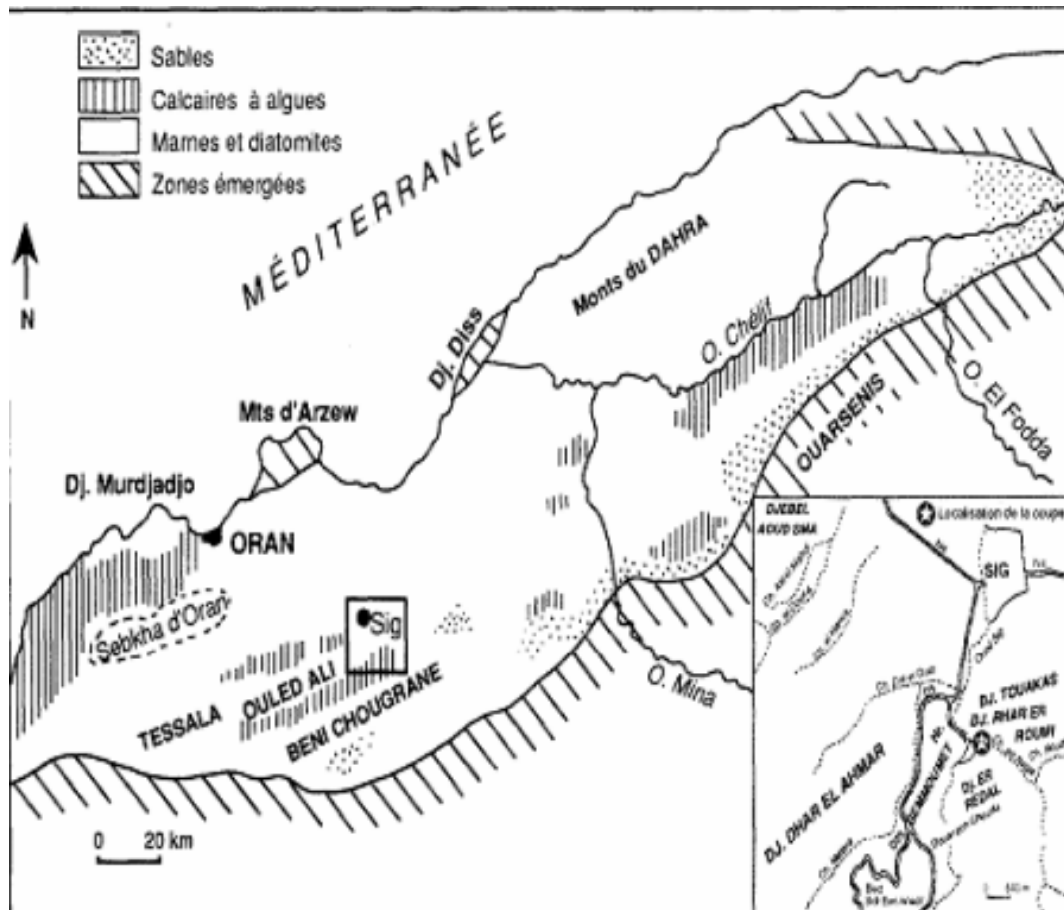 Sables
Calcaires à algues
Marnes et diatomites
Zones émergées
MÉDITERRANÉE
N
Monts du DAHRA
O. Chélif
Dj. Diss
Mts d'Arzew
OUARSENIS
O. El Fodda
Dj. Murdjadjo
ORAN
Sebkha d'Oran
Sig
OULED ALI
TESSALA
BENI CHOUGRANE
O. Mina
0 20 km
DJEBEL
Localisation de la coupe
SIG
DJ. TOUAKAS
DJ. RHAR ER
ROUMI
DJ. ER
REDAL
DJ. DHAR EL AHMAR